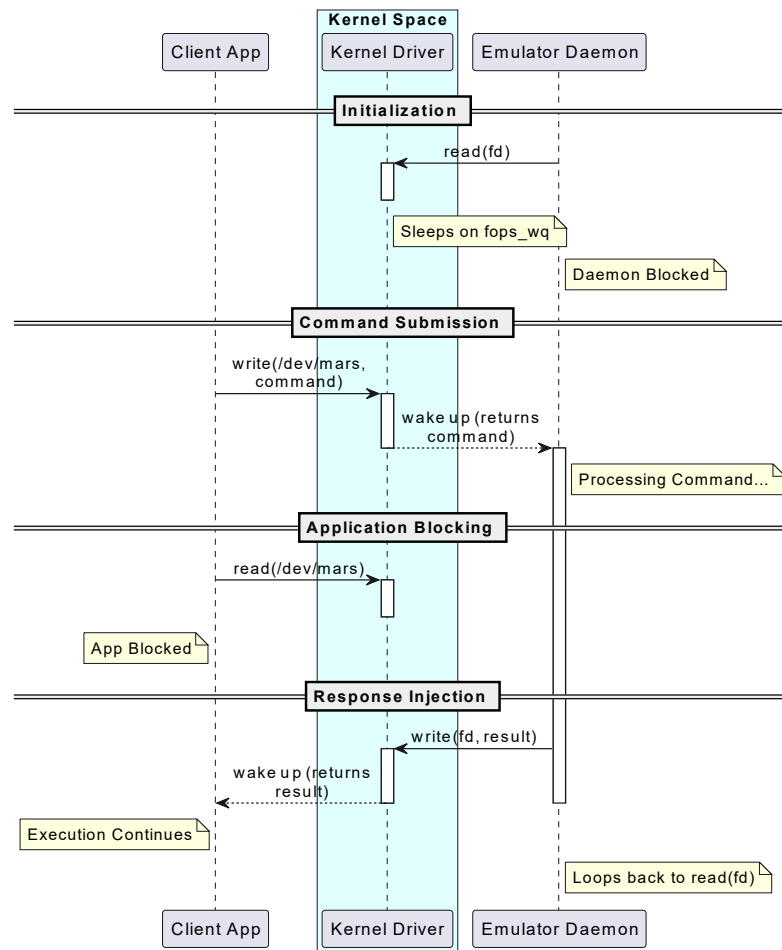 Kernel Space
Client App
Kernel Driver
Emulator Daemon
Initialization
read(fd)
Sleeps on fops_wq
Daemon Blocked
Command Submission
write(/dev/mars,
command)
wake up (returns
command)
Processing Command...
Application Blocking
read(/dev/mars)
App Blocked
Response Injection
write(fd, result)
wake up (returns
result)
Execution Continues
Loops back to read(fd)
Client App
Kernel Driver
Emulator Daemon